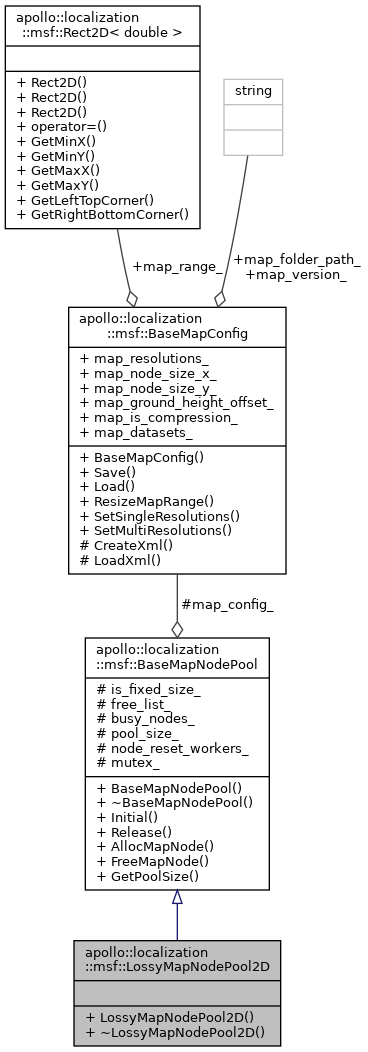 apollo::localization
::msf::Rect2D< double >
+ Rect2D()
+ Rect2D()
+ Rect2D()
+ operator=()
+ GetMinX()
+ GetMinY()
+ GetMaxX()
+ GetMaxY()
+ GetLeftTopCorner()
+ GetRightBottomCorner()
string
+map_range_
+map_folder_path_
+map_version_
apollo::localization
::msf::BaseMapConfig
+ map_resolutions_
+ map_node_size_x_
+ map_node_size_y_
+ map_ground_height_offset_
+ map_is_compression_
+ map_datasets_
+ BaseMapConfig()
+ Save()
+ Load()
+ ResizeMapRange()
+ SetSingleResolutions()
+ SetMultiResolutions()
# CreateXml()
# LoadXml()
#map_config_
apollo::localization
::msf::BaseMapNodePool
# is_fixed_size_
# free_list_
# busy_nodes_
# pool_size_
# node_reset_workers_
# mutex_
+ BaseMapNodePool()
+ ~BaseMapNodePool()
+ Initial()
+ Release()
+ AllocMapNode()
+ FreeMapNode()
+ GetPoolSize()
apollo::localization
::msf::LossyMapNodePool2D
+ LossyMapNodePool2D()
+ ~LossyMapNodePool2D()